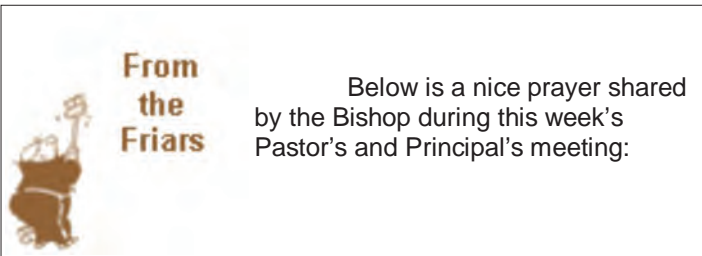 From
the
Friars
Below is a nice prayer shared
by the Bishop during this week's
Pastor's and Principal's meeting: